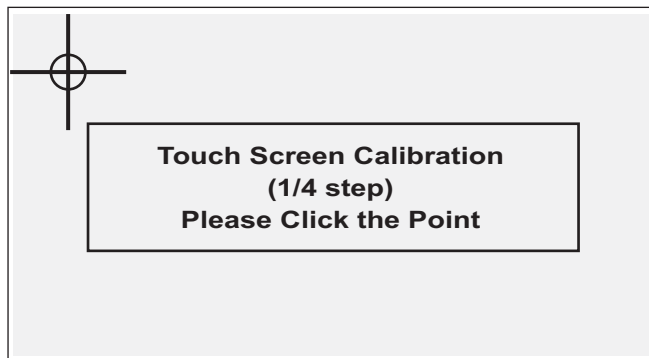 Touch Screen Calibration
(1/4 step)
Please Click the Point